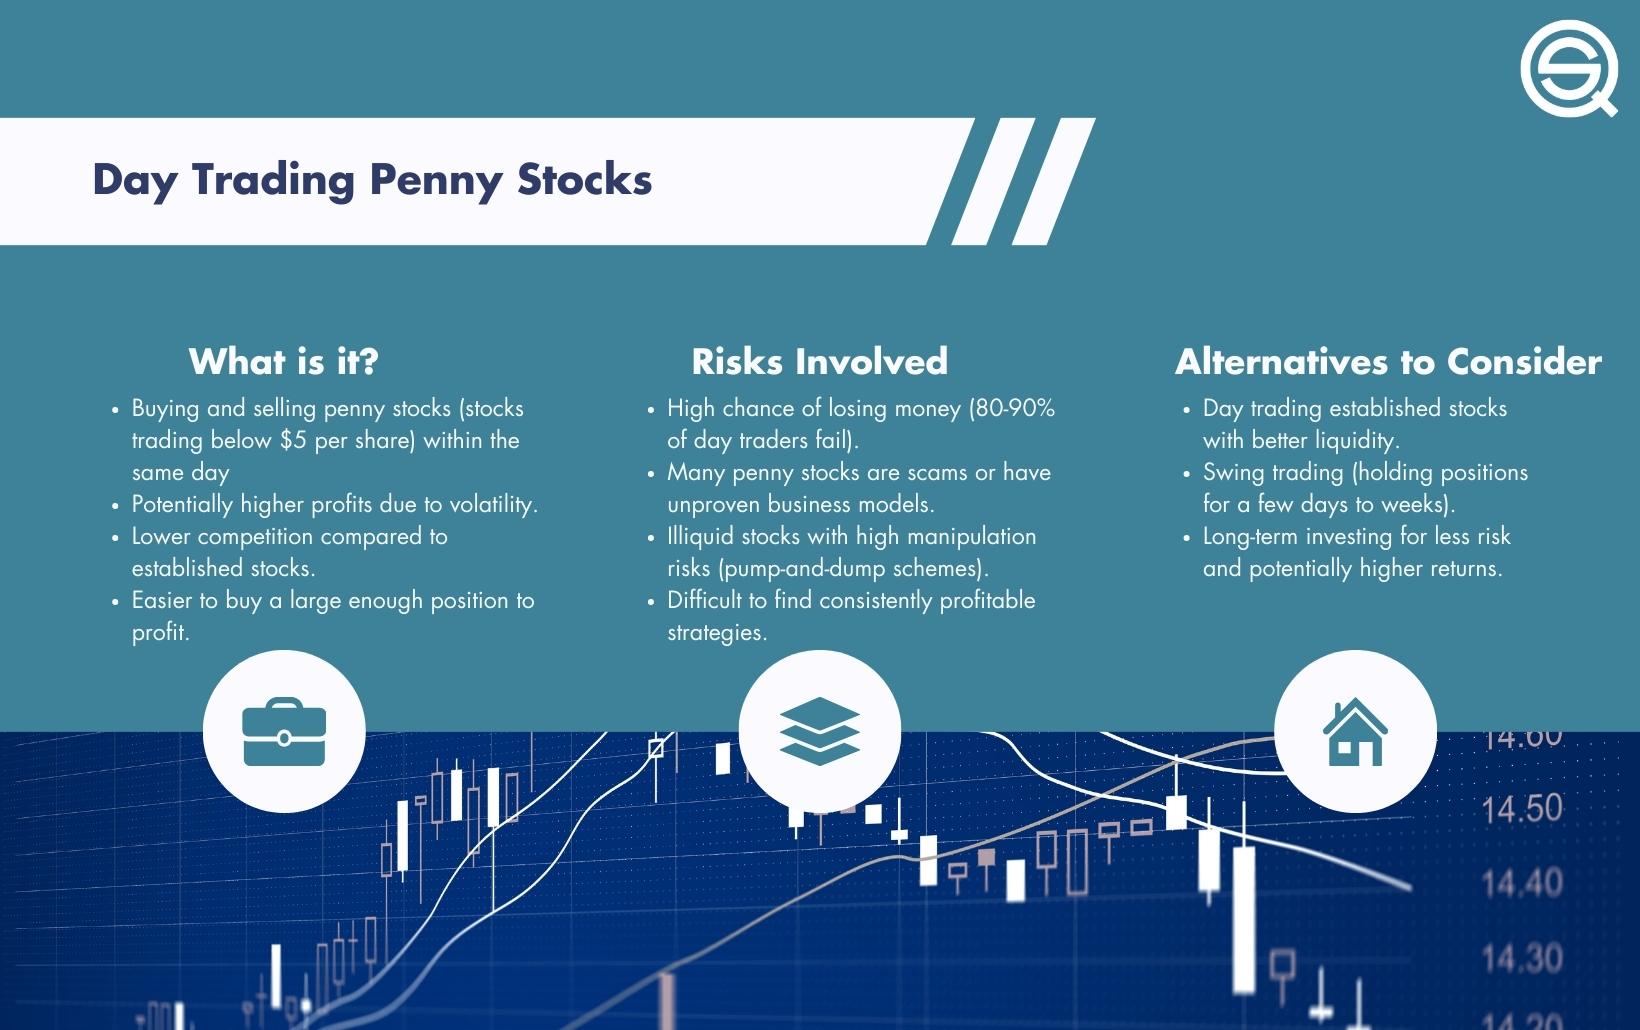 Day Trading Penny Stocks
What is it?
• Buying and selling penny stocks (stocks
trading below $5 per share) within the
same day
• Potentially higher profits due to volatility.
• Lower competition compared to
established stocks.
• Easier to buy a large enough position to
profit.
Risks Involved
• High chance of losing money (80-90%
of day traders fail).
• Many penny stocks are scams or have
unproven business models.
• Illiquid stocks with high manipulation
risks (pump-and-dump schemes).
• Difficult to find consistently profitable
strategies.
Alternatives to Consider
• Day trading established stocks
with better liquidity.
• Swing trading (holding positions
for a few days to weeks).
• Long-term investing for less risk
and potentially higher returns.
14.60
14.50
14.40
14.30
14.20